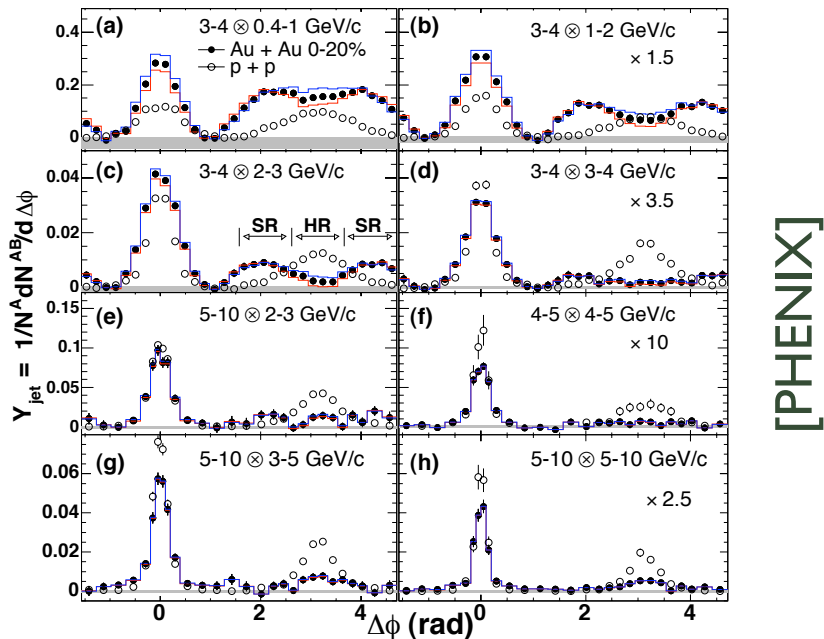 (a) 3-4 ⊗ 0.4-1 GeV/c
Au + Au 0-20%
p + p
(b) 3-4 ⊗ 1-2 GeV/c
× 1.5
0.4
0.2
0
(c) 3-4 ⊗ 2-3 GeV/c
SR HR SR
(d) 3-4 ⊗ 3-4 GeV/c
× 3.5
0.04
0.02
0
(e) 5-10 ⊗ 2-3 GeV/c
(f) 4-5 ⊗ 4-5 GeV/c
× 10
0.15
0.1
0.05
0
(g) 5-10 ⊗ 3-5 GeV/c
(h) 5-10 ⊗ 5-10 GeV/c
× 2.5
0.06
0.04
0.02
0
0 2 4 0 2 4
Δϕ (rad)
Y_jet = 1/N^A dN^AB/d Δϕ
[PHENIX]